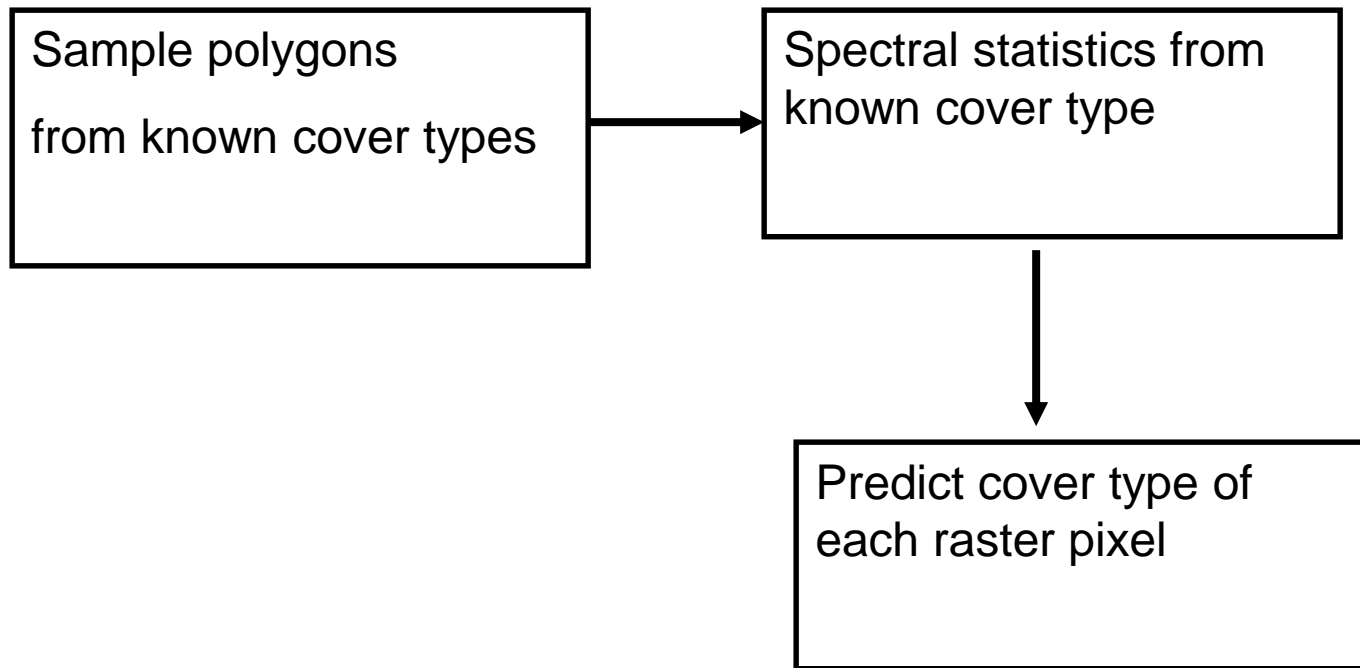 Sample polygons
from known cover types
Spectral statistics from
known cover type
Predict cover type of
each raster pixel